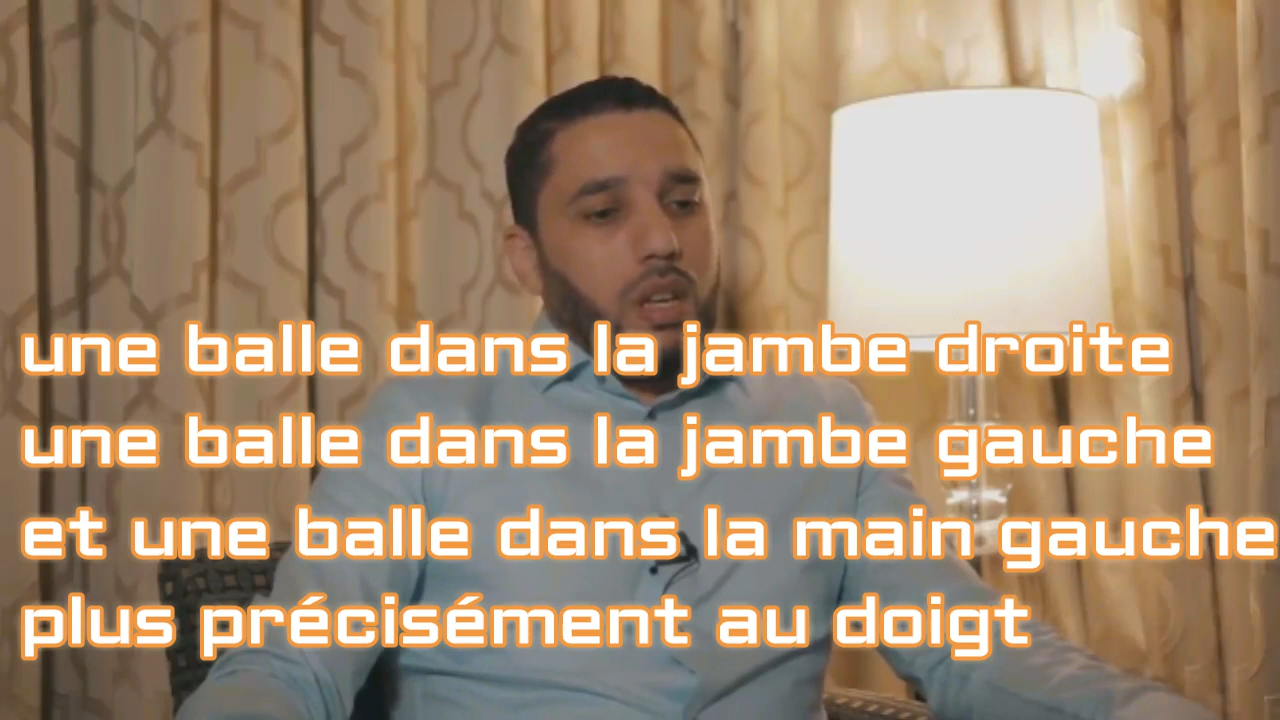 une balle dans la jambe droite
une balle dans la jambe gauche
et une balle dans la main gauche
plus précisément au doigt